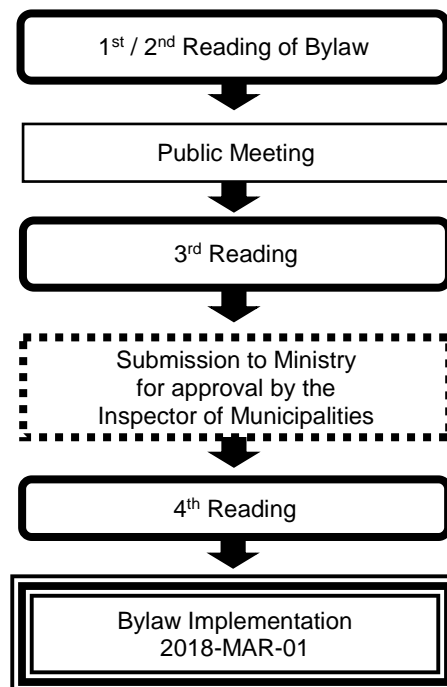 1st / 2nd Reading of Bylaw
Public Meeting
3rd Reading
Submission to Ministry
for approval by the
Inspector of Municipalities
4th Reading
Bylaw Implementation
2018-MAR-01